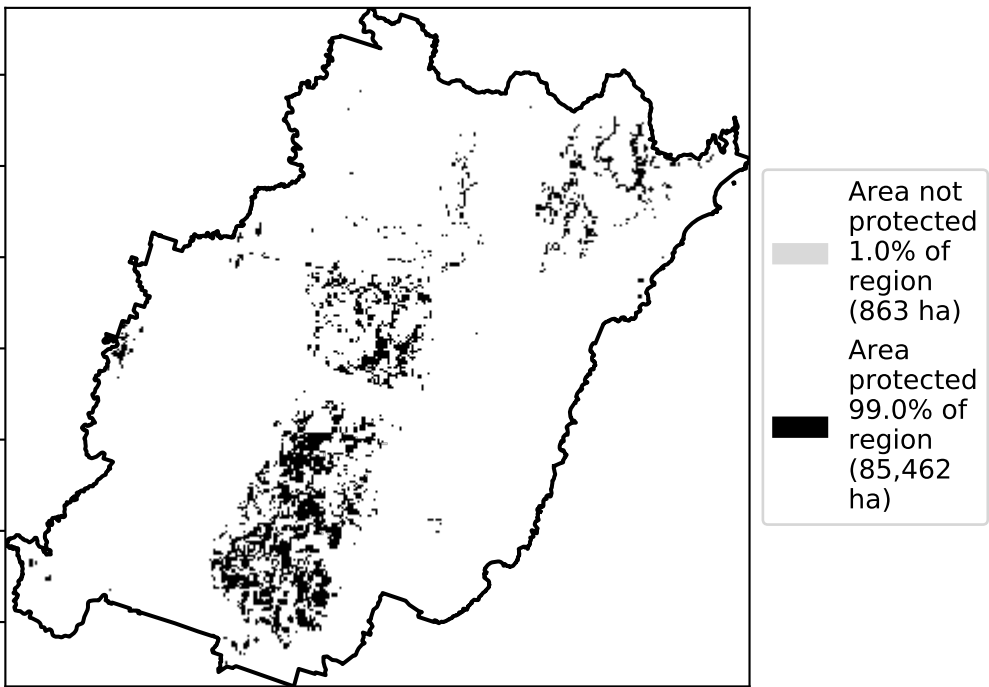 Area not
protected
1.0% of
region
(863 ha)
Area
protected
99.0% of
region
(85,462
ha)